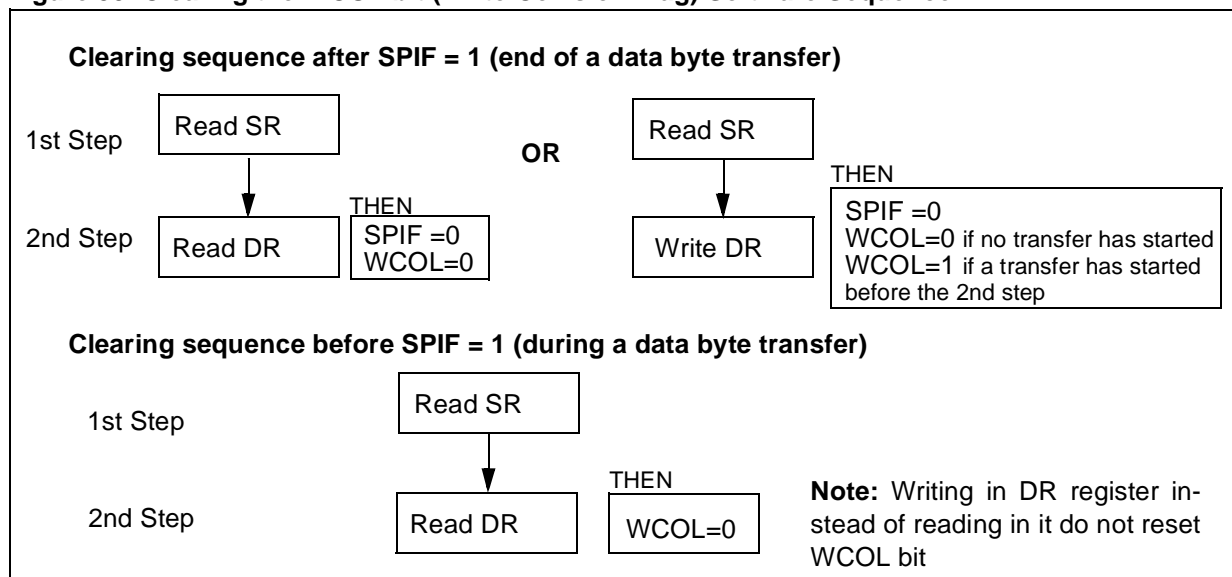 Clearing sequence after SPIF = 1 (end of a data byte transfer)
1st Step
Read SR
OR
Read SR
THEN
2nd Step
Read DR
THEN
SPIF =0
WCOL=0
Write DR
SPIF =0
WCOL=0 if no transfer has started
WCOL=1 if a transfer has started
before the 2nd step
Clearing sequence before SPIF = 1 (during a data byte transfer)
1st Step
Read SR
2nd Step
Read DR
THEN
WCOL=0
Note: Writing in DR register in-
stead of reading in it do not reset
WCOL bit